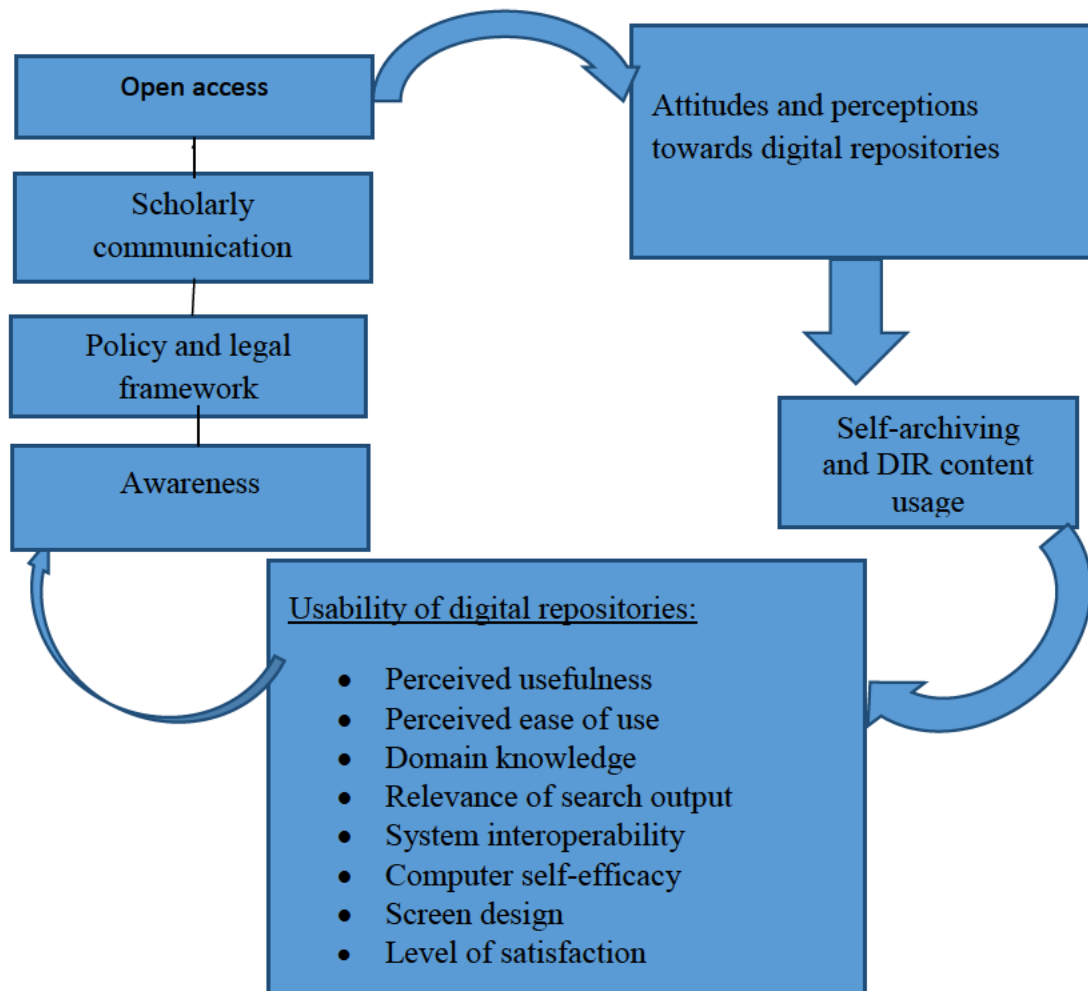 Open access
Scholarly
communication
Policy and legal
framework
Awareness
Attitudes and perceptions
towards digital repositories
Self-archiving
and DIR content
usage
Usability of digital repositories:
• Perceived usefulness
• Perceived ease of use
• Domain knowledge
• Relevance of search output
• System interoperability
• Computer self-efficacy
• Screen design
• Level of satisfaction